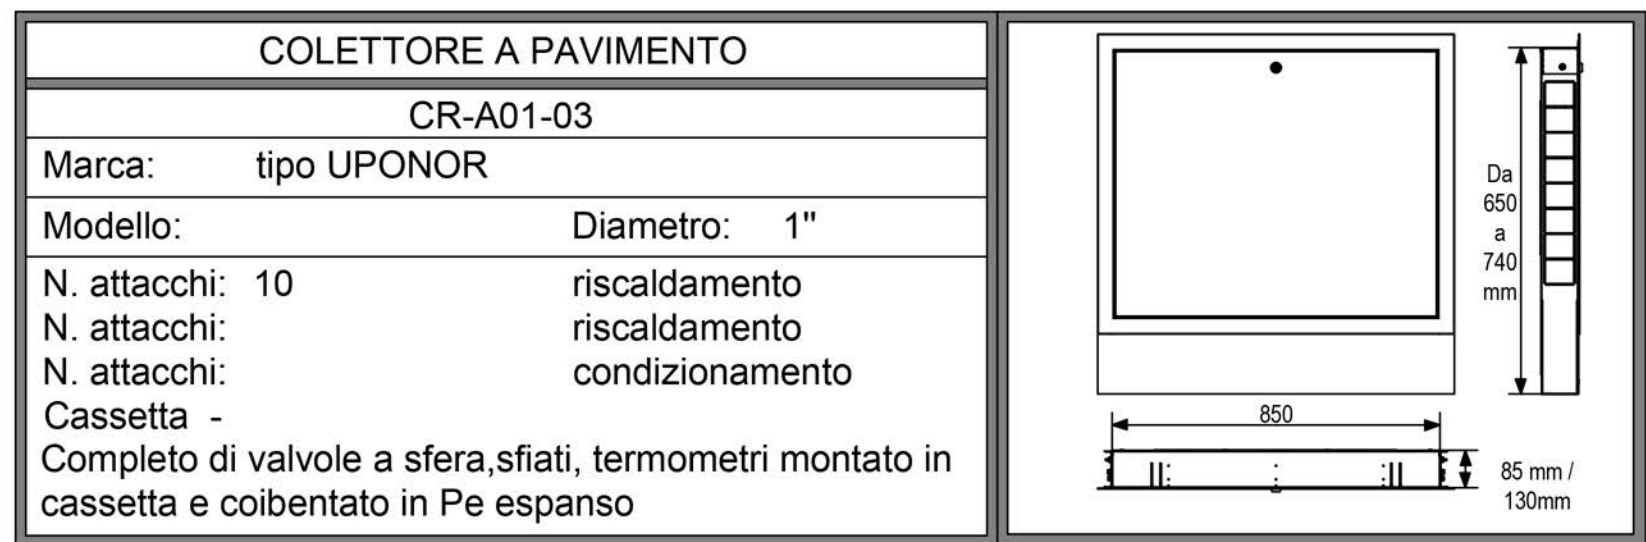 COLETTORE A PAVIMENTO
CR-A01-03
Marca: tipo UPONOR
Modello: Diametro: 1"
N. attacchi: 10 riscaldamento
N. attacchi: riscaldamento
N. attacchi: condizionamento
Cassetta -
Completo di valvole a sfera,sfiati, termometri montato in
cassetta e coibentato in Pe espanso
Da
650
a
740
mm
850
85 mm /
130mm